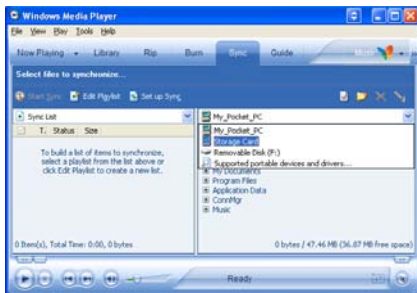 Windows Media Player
File View Play Tools Help
Now Playing Library Rip Burn Sync Guide
Select files to synchronize...
Start Sync Edit Playlist Set up Sync
Sync List
My_Pocket_PC
T. Status Size
My_Pocket_PC
Storage Card
Removable Disk (F:)
Supported portable devices and drivers...
My Documents
Program Files
Application Data
ConnMgr
Music
To build a list of items to synchronize,
select a playlist from the list above or
click Edit Playlist to create a new list.
0 Item(s), Total Time: 0:00, 0 bytes
0 bytes / 47.46 MB (36.87 MB free space)
Ready